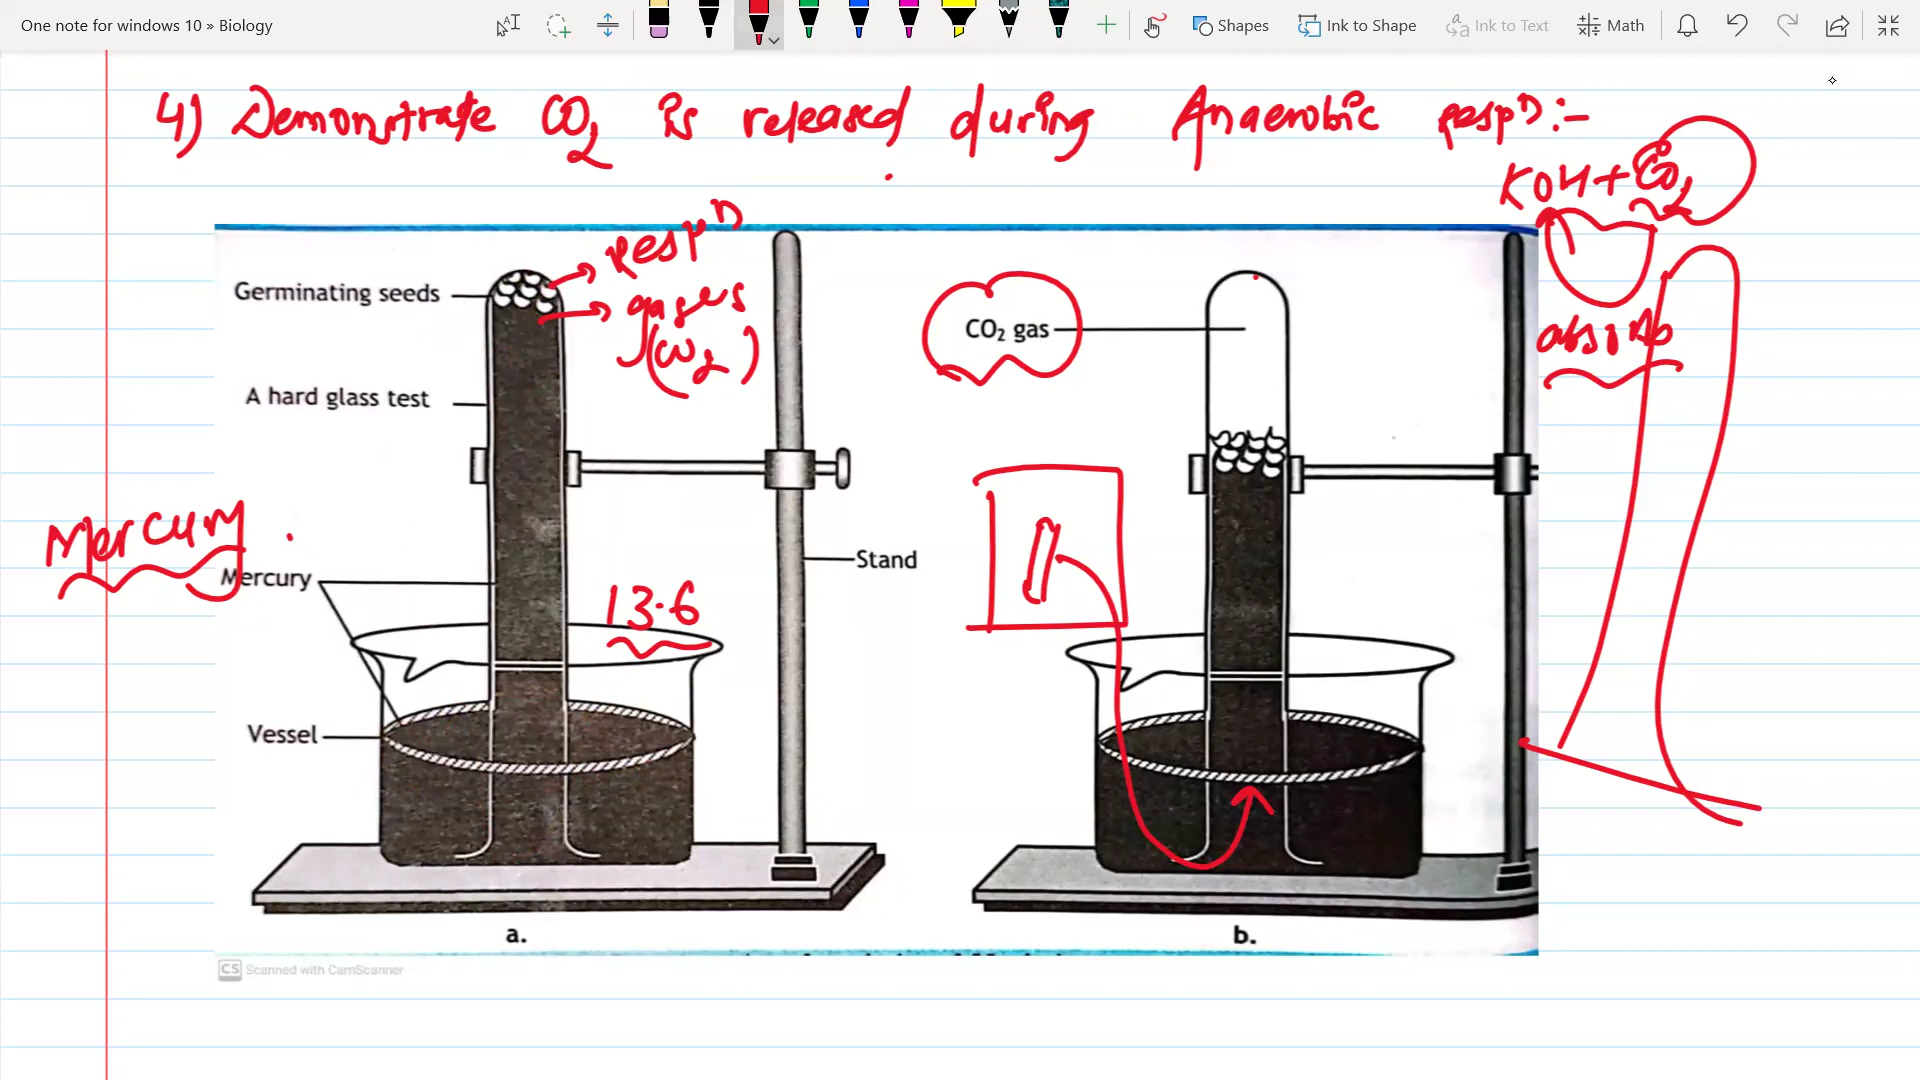 One note for windows 10 » Biology
Shapes
Ink to Shape
Ink to Text
Math
4) Demonstrate CO2 is released during Anaerobic respⁿ :-
KOH + CO2
absorb
respⁿ
gases
(CO2)
Germinating seeds
A hard glass test
Mercury
Mercury
13.6
Vessel
Stand
a.
CO₂ gas
b.
CS Scanned with CamScanner